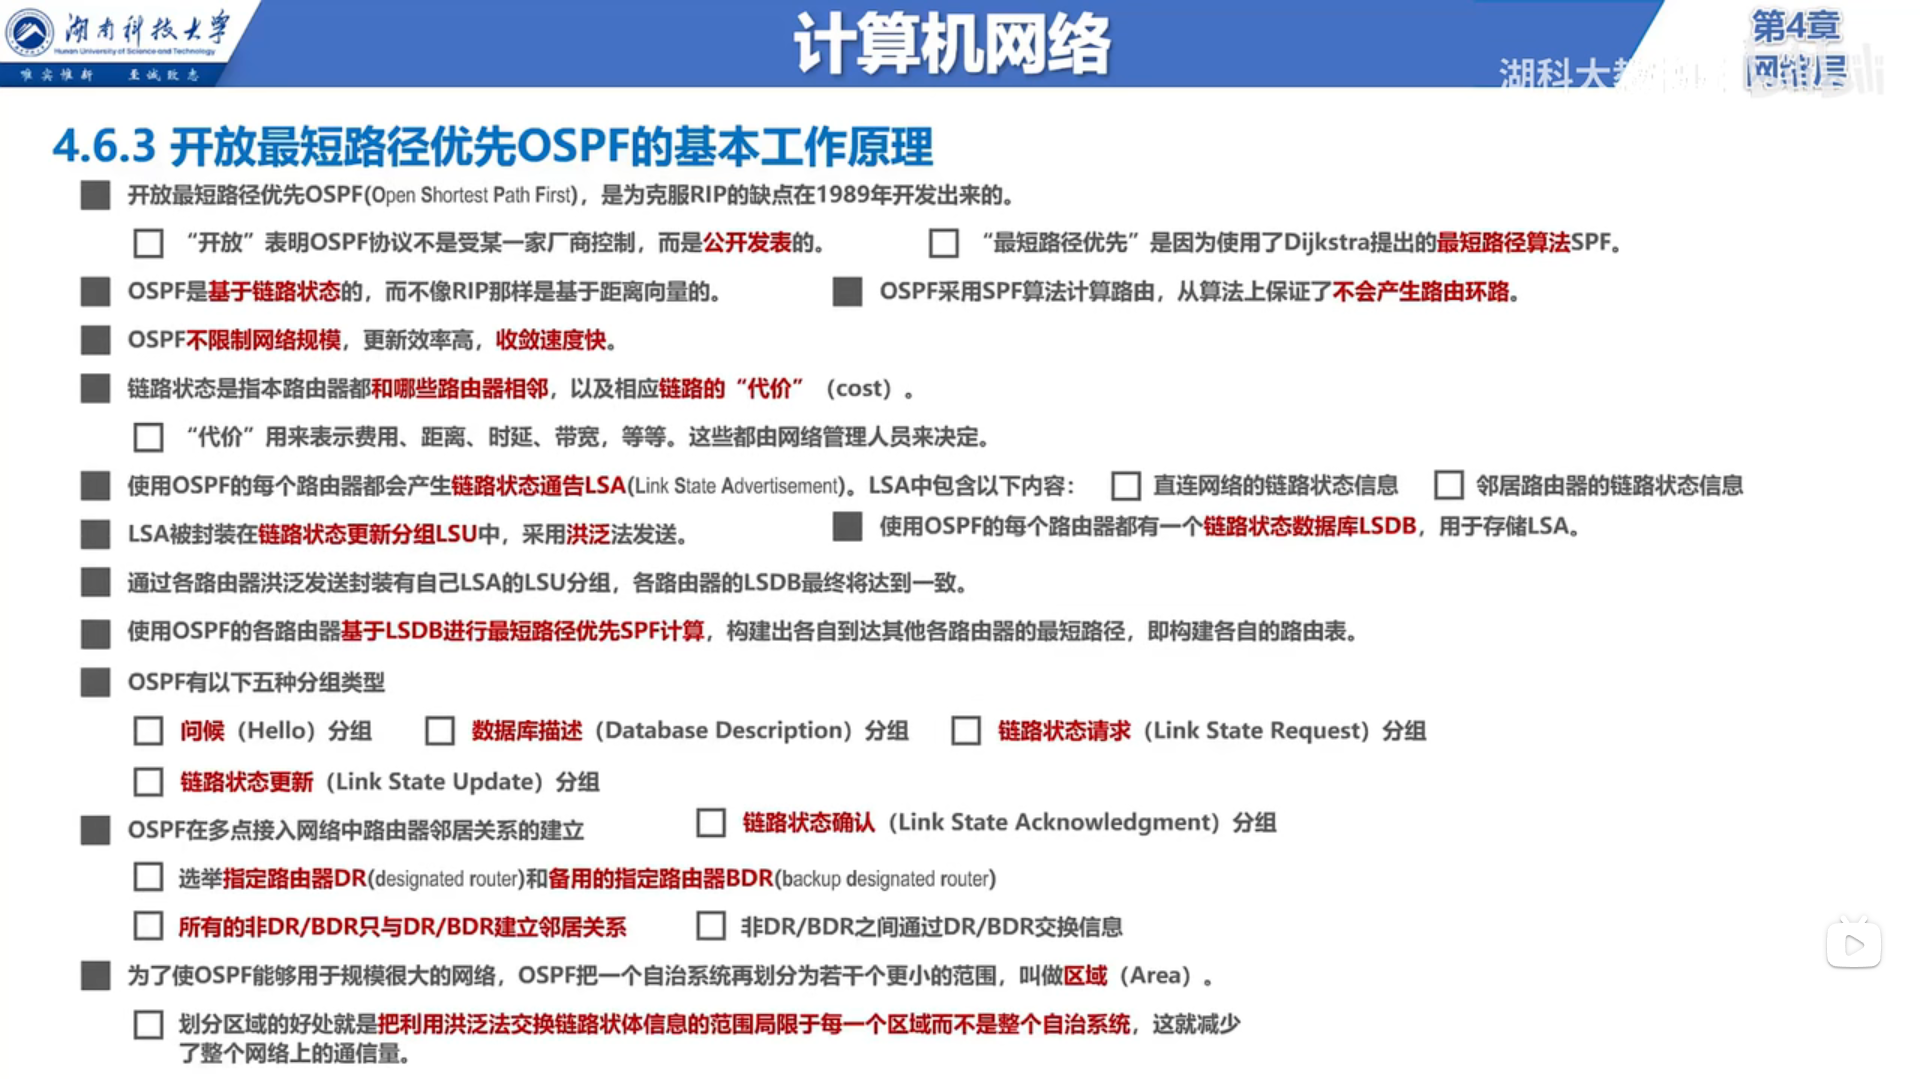 湖南科技大学
Hunan University of Science and Technology
唯实惟新 至诚致志
计算机网络
第4章
网络层
湖科大教
4.6.3 开放最短路径优先OSPF的基本工作原理
开放最短路径优先OSPF(Open Shortest Path First)，是为克服RIP的缺点在1989年开发出来的。
“开放”表明OSPF协议不是受某一家厂商控制，而是公开发表的。
“最短路径优先”是因为使用了Dijkstra提出的最短路径算法SPF。
OSPF是基于链路状态的，而不像RIP那样是基于距离向量的。
OSPF采用SPF算法计算路由，从算法上保证了不会产生路由环路。
OSPF不限制网络规模，更新效率高，收敛速度快。
链路状态是指本路由器都和哪些路由器相邻，以及相应链路的“代价”（cost）。
“代价”用来表示费用、距离、时延、带宽，等等。这些都由网络管理人员来决定。
使用OSPF的每个路由器都会产生链路状态通告LSA(Link State Advertisement)。LSA中包含以下内容：
直连网络的链路状态信息
邻居路由器的链路状态信息
LSA被封装在链路状态更新分组LSU中，采用洪泛法发送。
使用OSPF的每个路由器都有一个链路状态数据库LSDB，用于存储LSA。
通过各路由器洪泛发送封装有自己LSA的LSU分组，各路由器的LSDB最终将达到一致。
使用OSPF的各路由器基于LSDB进行最短路径优先SPF计算，构建出各自到达其他各路由器的最短路径，即构建各自的路由表。
OSPF有以下五种分组类型
问候（Hello）分组
数据库描述（Database Description）分组
链路状态请求（Link State Request）分组
链路状态更新（Link State Update）分组
链路状态确认（Link State Acknowledgment）分组
OSPF在多点接入网络中路由器邻居关系的建立
选举指定路由器DR(designated router)和备用的指定路由器BDR(backup designated router)
所有的非DR/BDR只与DR/BDR建立邻居关系
非DR/BDR之间通过DR/BDR交换信息
为了使OSPF能够用于规模很大的网络，OSPF把一个自治系统再划分为若干个更小的范围，叫做区域（Area）。
划分区域的好处就是把利用洪泛法交换链路状体信息的范围局限于每一个区域而不是整个自治系统，这就减少
了整个网络上的通信量。